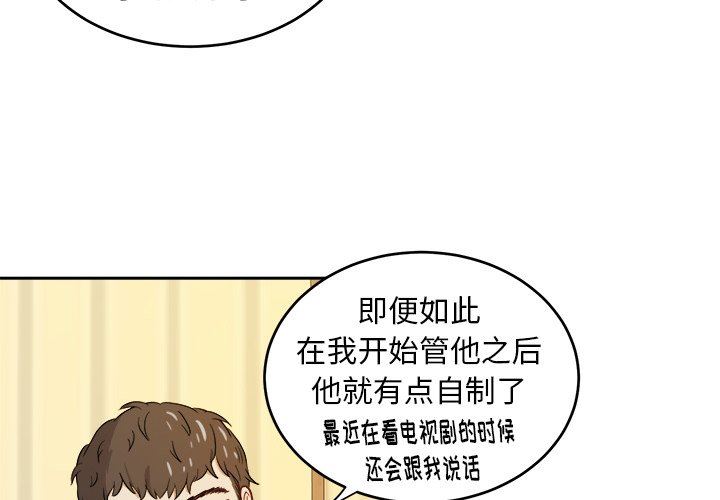 即便如此
在我开始管他之后
他就有点自制了
最近在看电视剧的时候
还会跟我说话